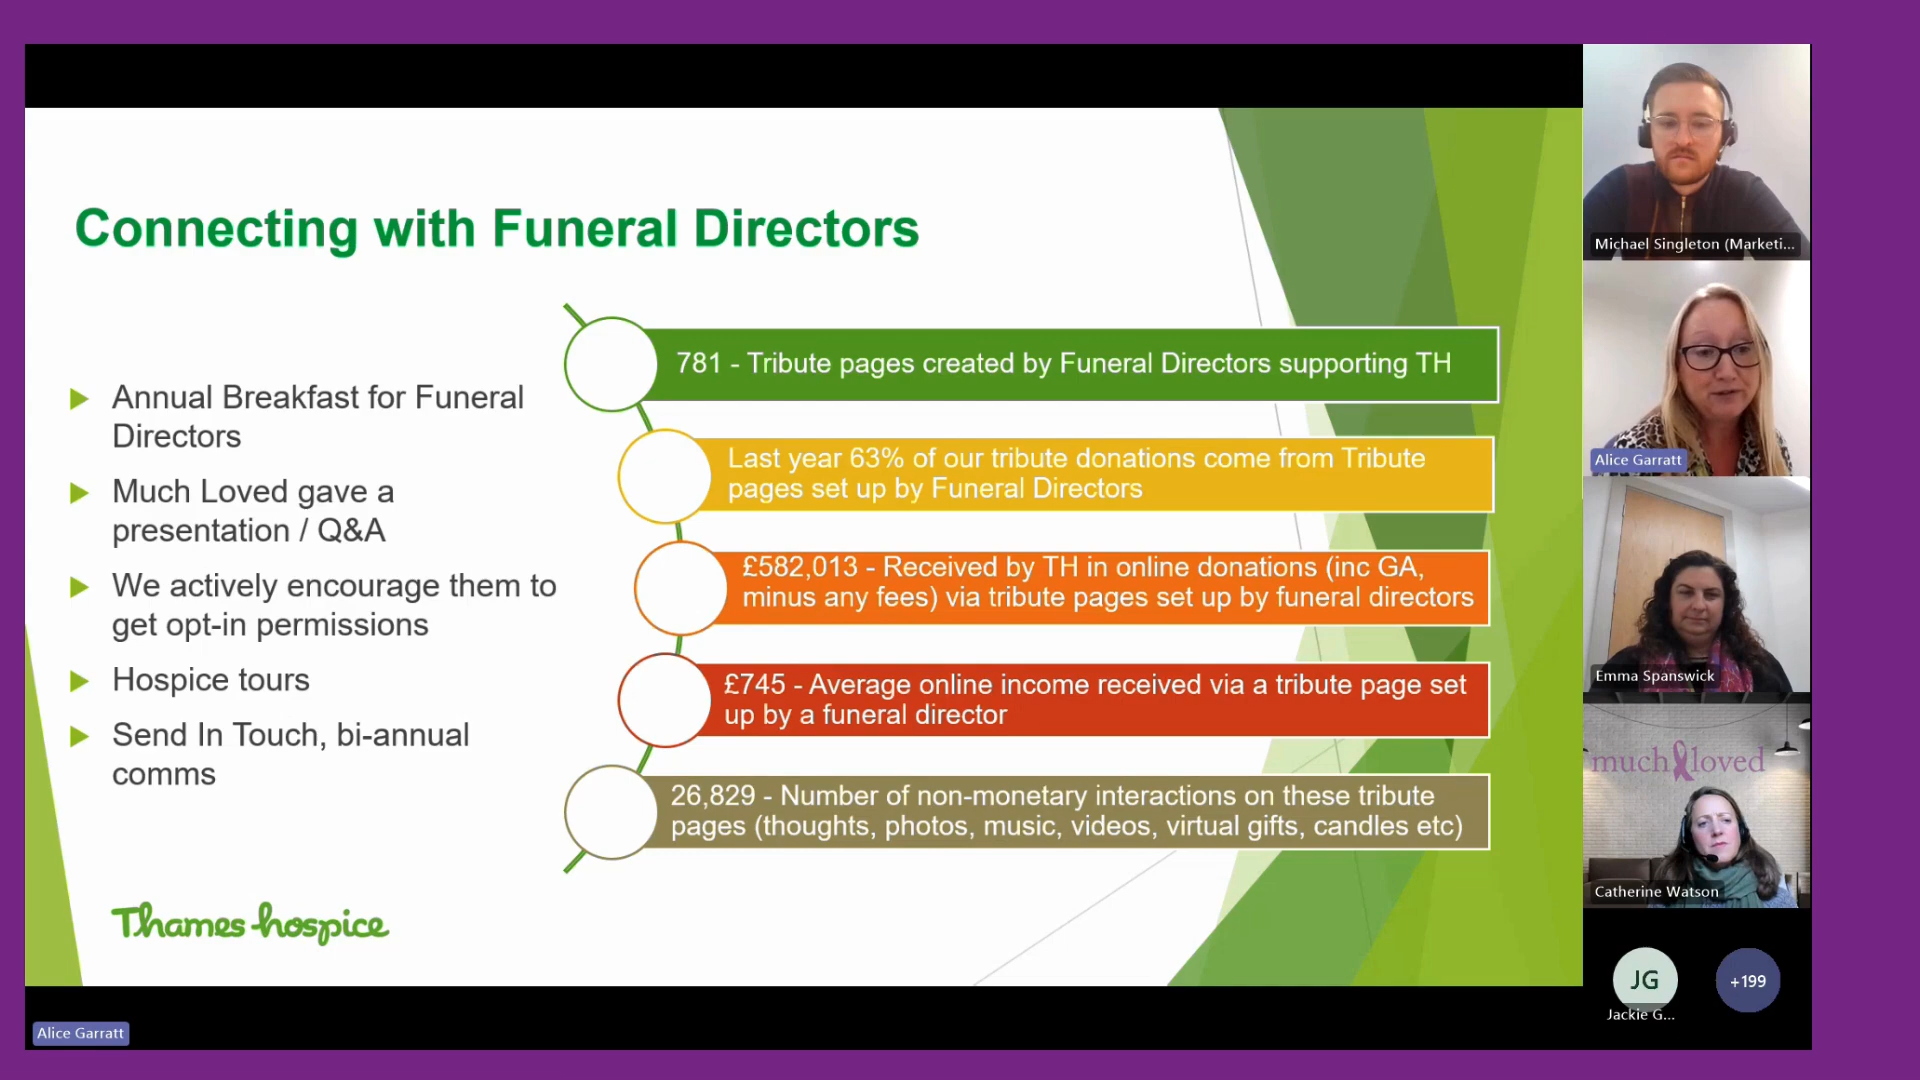 Connecting with Funeral Directors
Annual Breakfast for Funeral
Directors
Much Loved gave a
presentation / Q&A
We actively encourage them to
get opt-in permissions
Hospice tours
Send In Touch, bi-annual
comms
781 - Tribute pages created by Funeral Directors supporting TH
Last year 63% of our tribute donations come from Tribute
pages set up by Funeral Directors
£582,013 - Received by TH in online donations (inc GA,
minus any fees) via tribute pages set up by funeral directors
£745 - Average online income received via a tribute page set
up by a funeral director
26,829 - Number of non-monetary interactions on these tribute
pages (thoughts, photos, music, videos, virtual gifts, candles etc)
Thames hospice
Alice Garratt
Michael Singleton (Marketi...
Alice Garratt
Emma Spanswick
much loved
Catherine Watson
JG
+199
Jackie G...